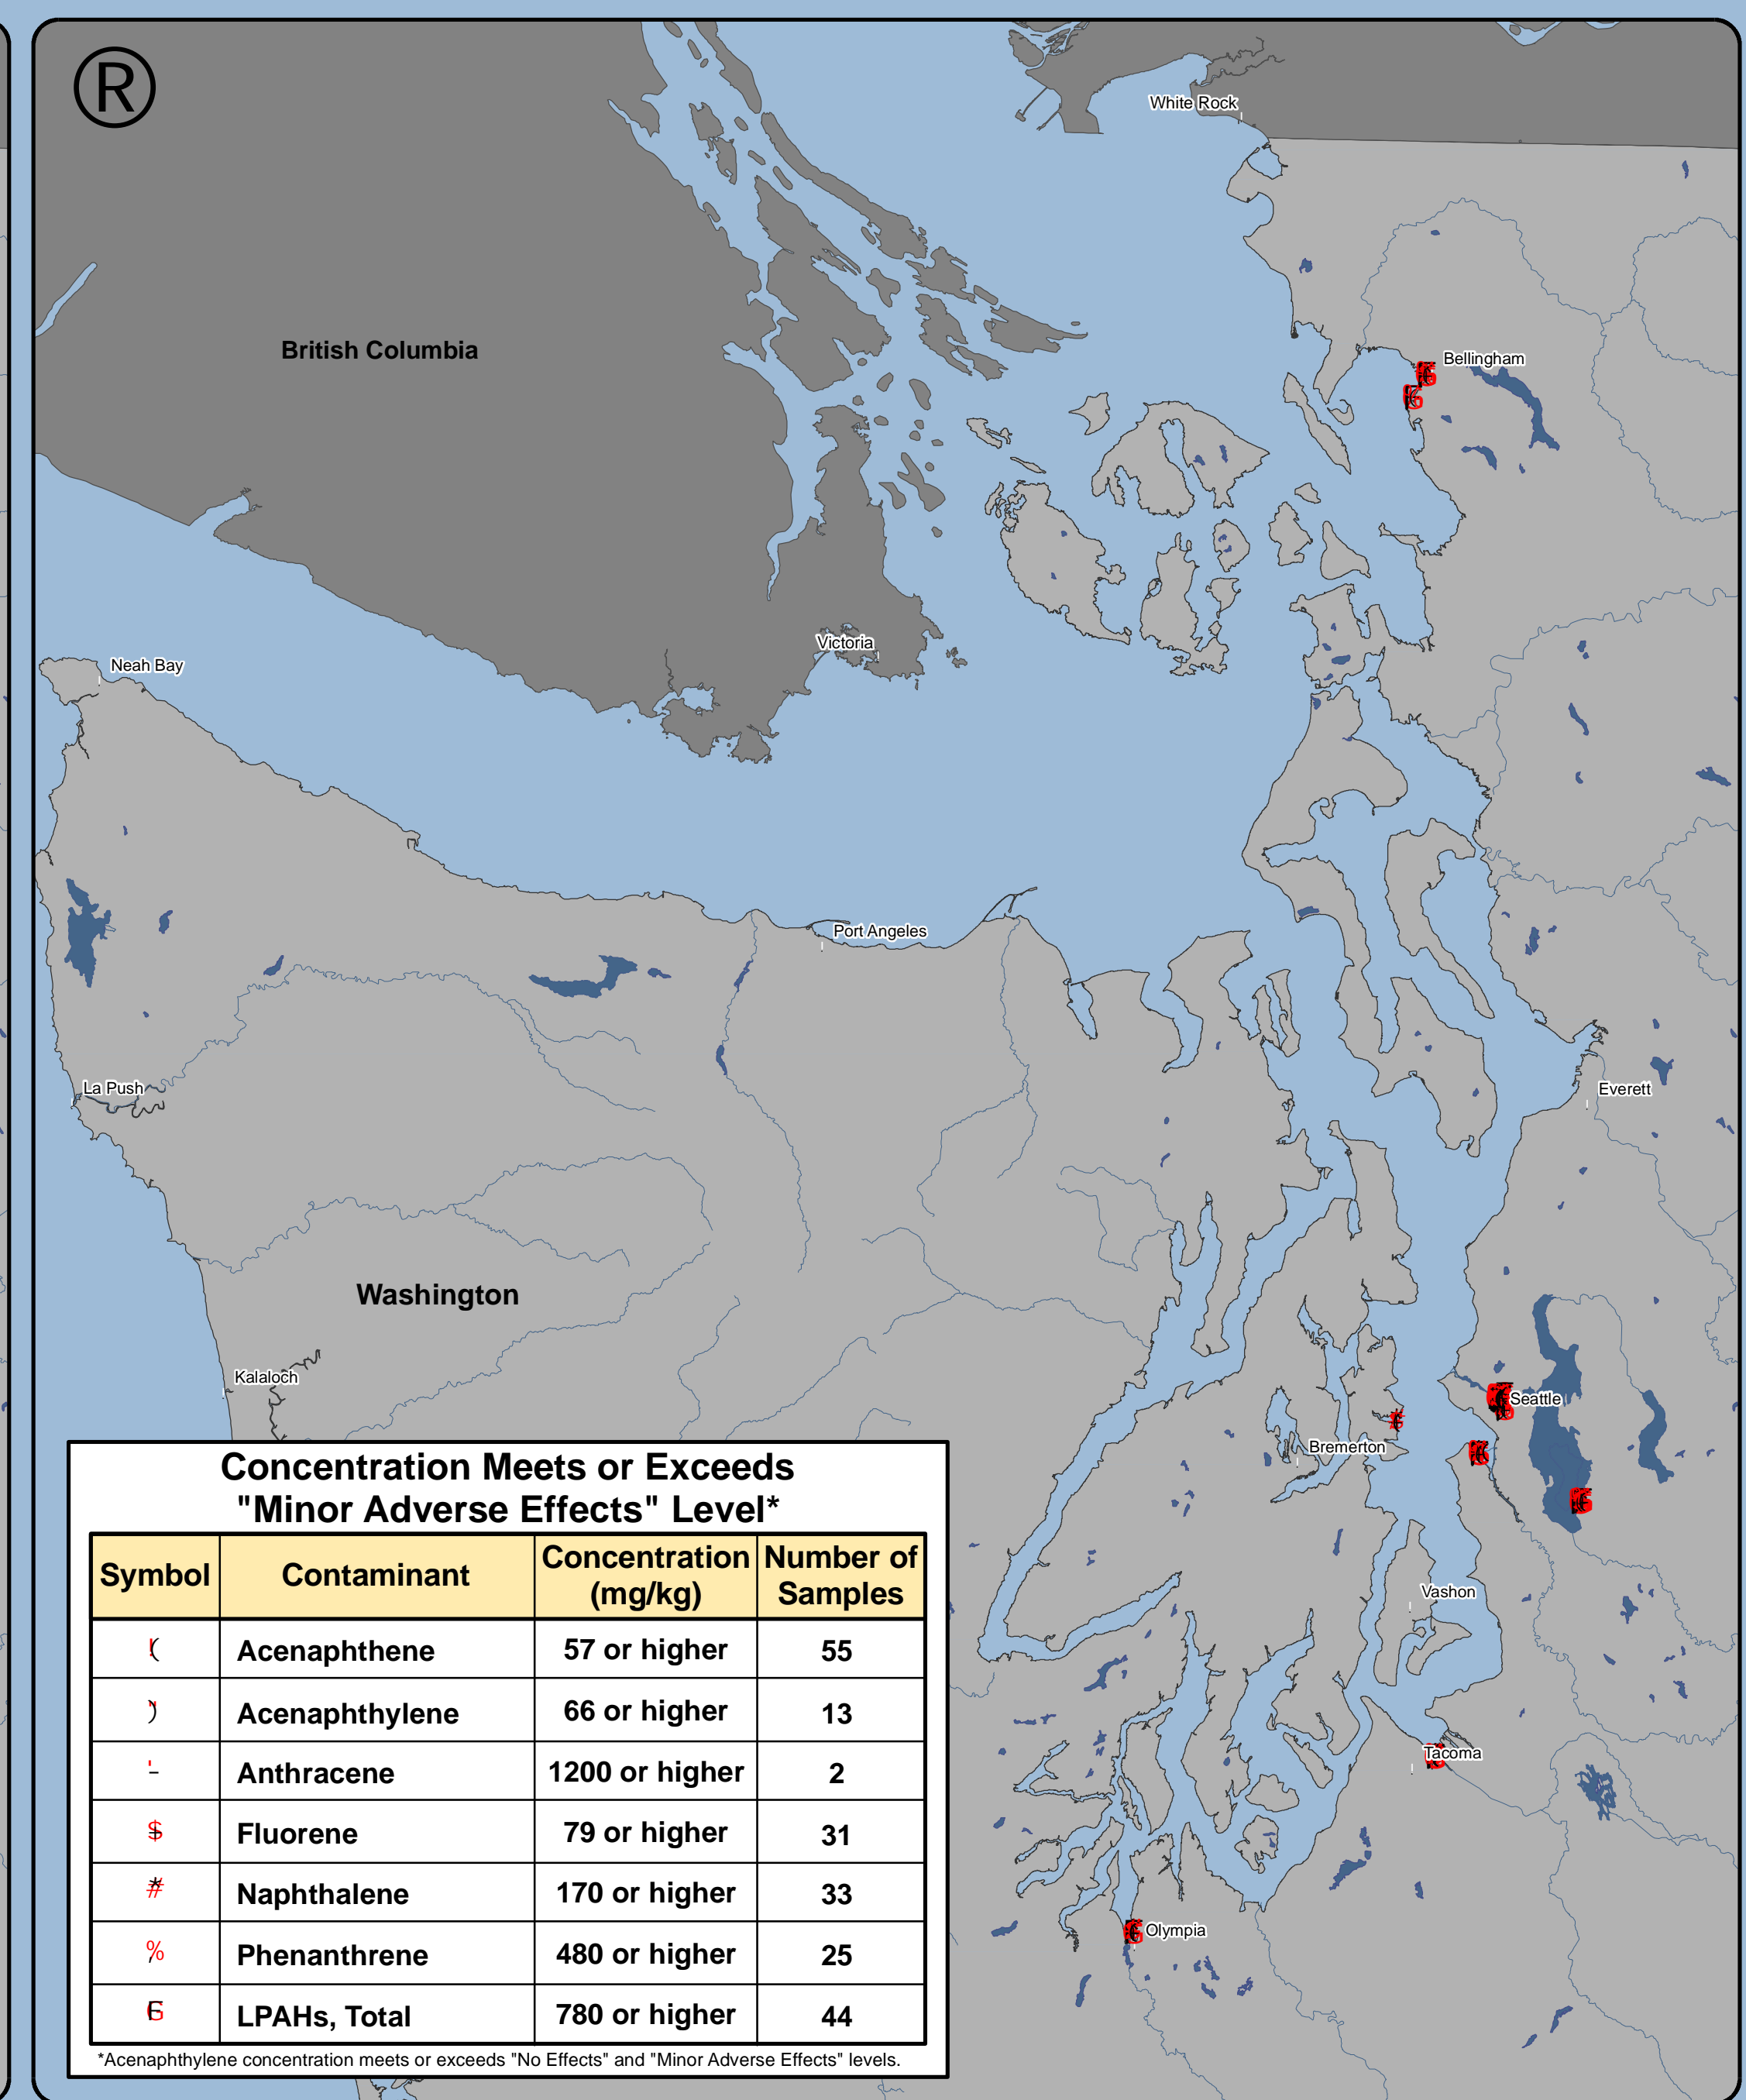 ®
White Rock
British Columbia
Bellingham
Victoria
Neah Bay
Port Angeles
La Push
Everett
Washington
Kalaloch
Seattle
Bremerton
Vashon
Tacoma
Olympia
Concentration Meets or Exceeds
"Minor Adverse Effects" Level*
Symbol Contaminant Concentration (mg/kg) Number of Samples
Acenaphthene 57 or higher 55
Acenaphthylene 66 or higher 13
Anthracene 1200 or higher 2
Fluorene 79 or higher 31
Naphthalene 170 or higher 33
Phenanthrene 480 or higher 25
LPAHs, Total 780 or higher 44
*Acenaphthylene concentration meets or exceeds "No Effects" and "Minor Adverse Effects" levels.